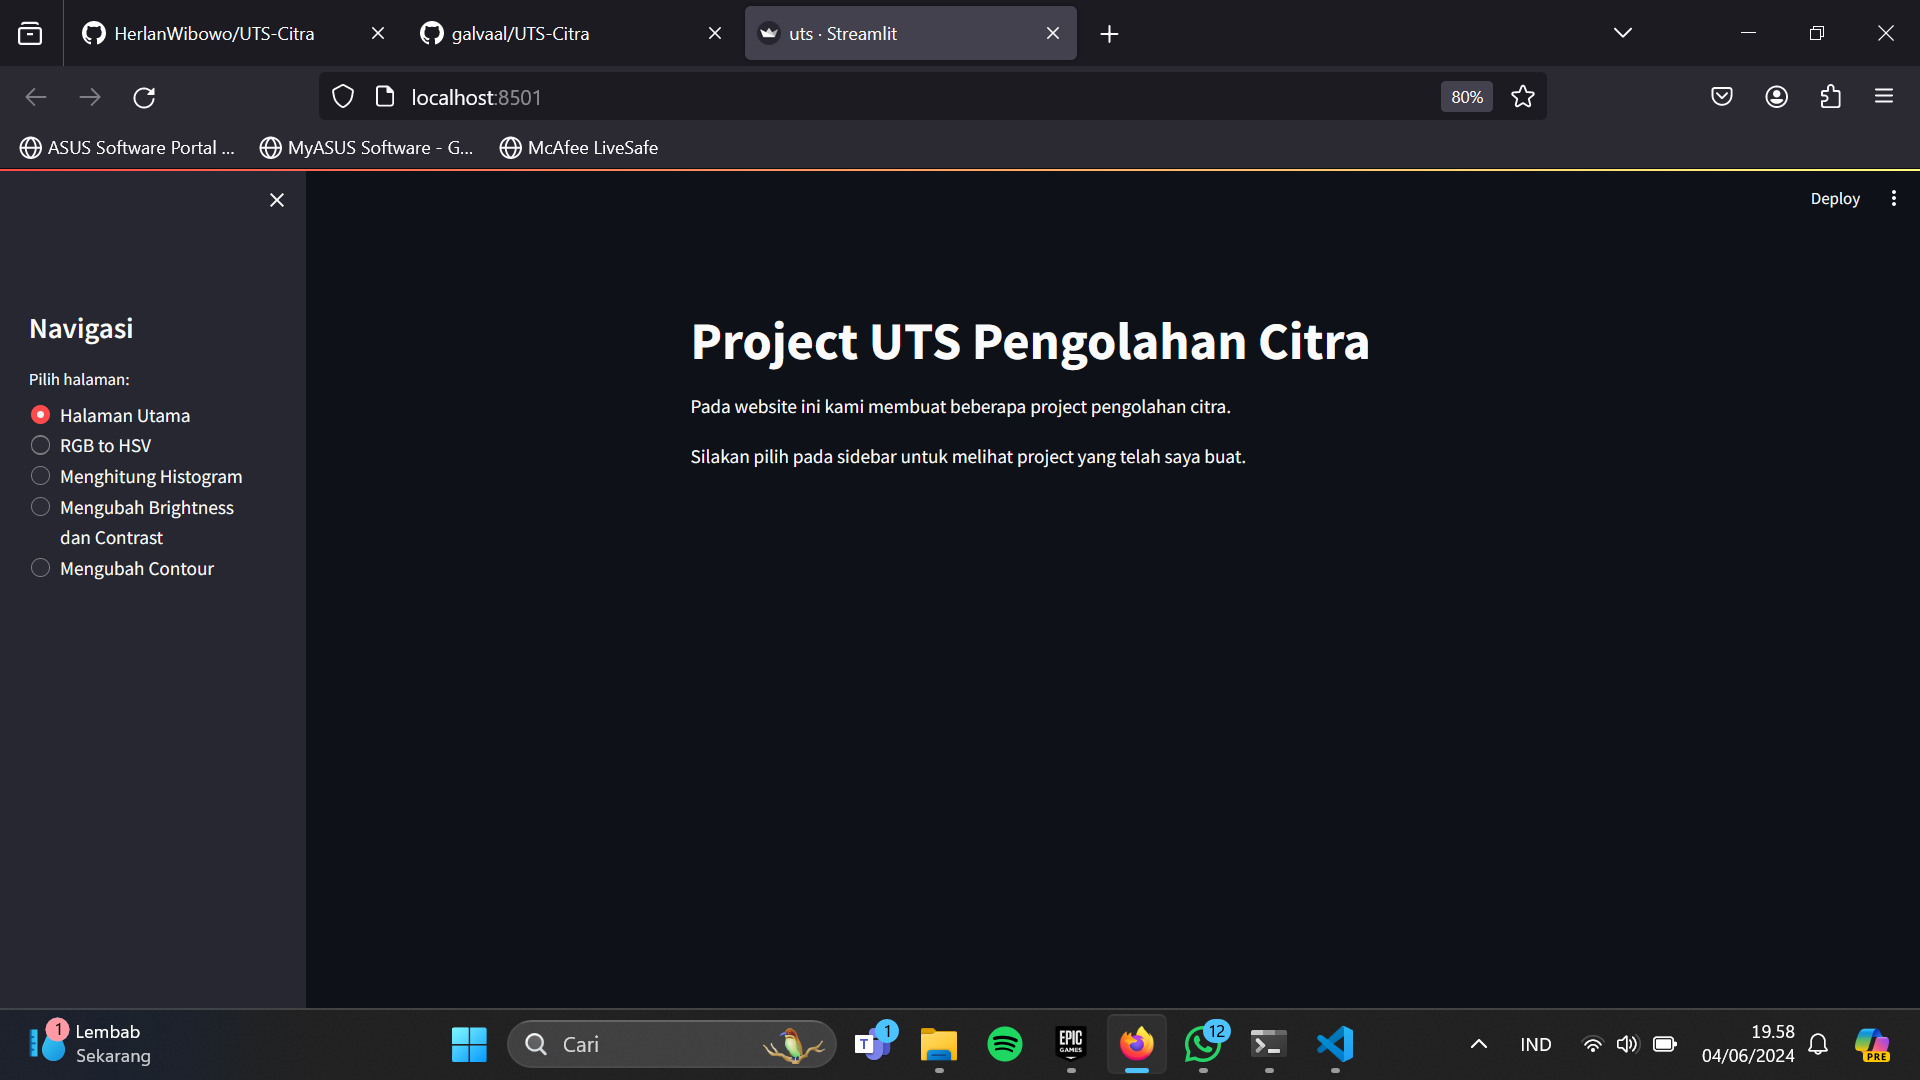 HerlanWibowo/UTS-Citra
galvaal/UTS-Citra
uts · Streamlit
localhost:8501
80%
ASUS Software Portal ...
MyASUS Software - G...
McAfee LiveSafe
Deploy
Navigasi
Pilih halaman:
Halaman Utama
RGB to HSV
Menghitung Histogram
Mengubah Brightness
dan Contrast
Mengubah Contour
Project UTS Pengolahan Citra
Pada website ini kami membuat beberapa project pengolahan citra.
Silakan pilih pada sidebar untuk melihat project yang telah saya buat.
1
Lembab
Sekarang
Cari
T
1
EPIC
GAMES
12
IND
19.58
04/06/2024
PRE